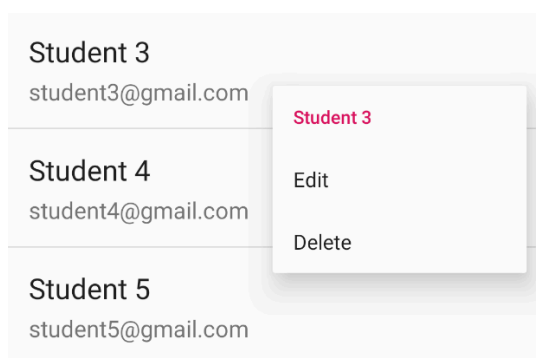 Student 3
student3@gmail.com
Student 3
Edit
Delete
Student 4
student4@gmail.com
Student 5
student5@gmail.com